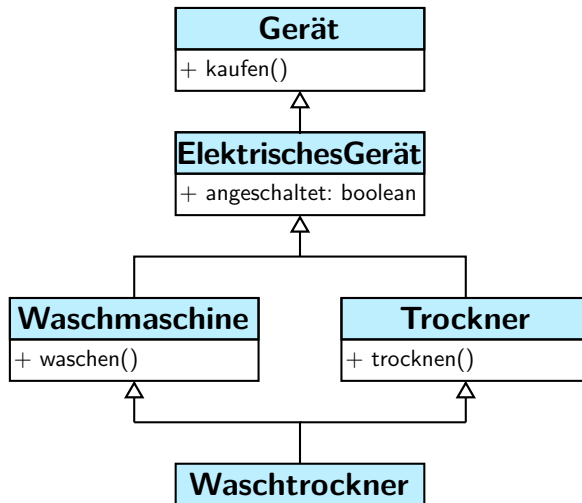 Gerät
+ kaufen()
ElektrischesGerät
+ angeschaltet: boolean
Waschmaschine
+ waschen()
Trockner
+ trocknen()
Waschtrockner